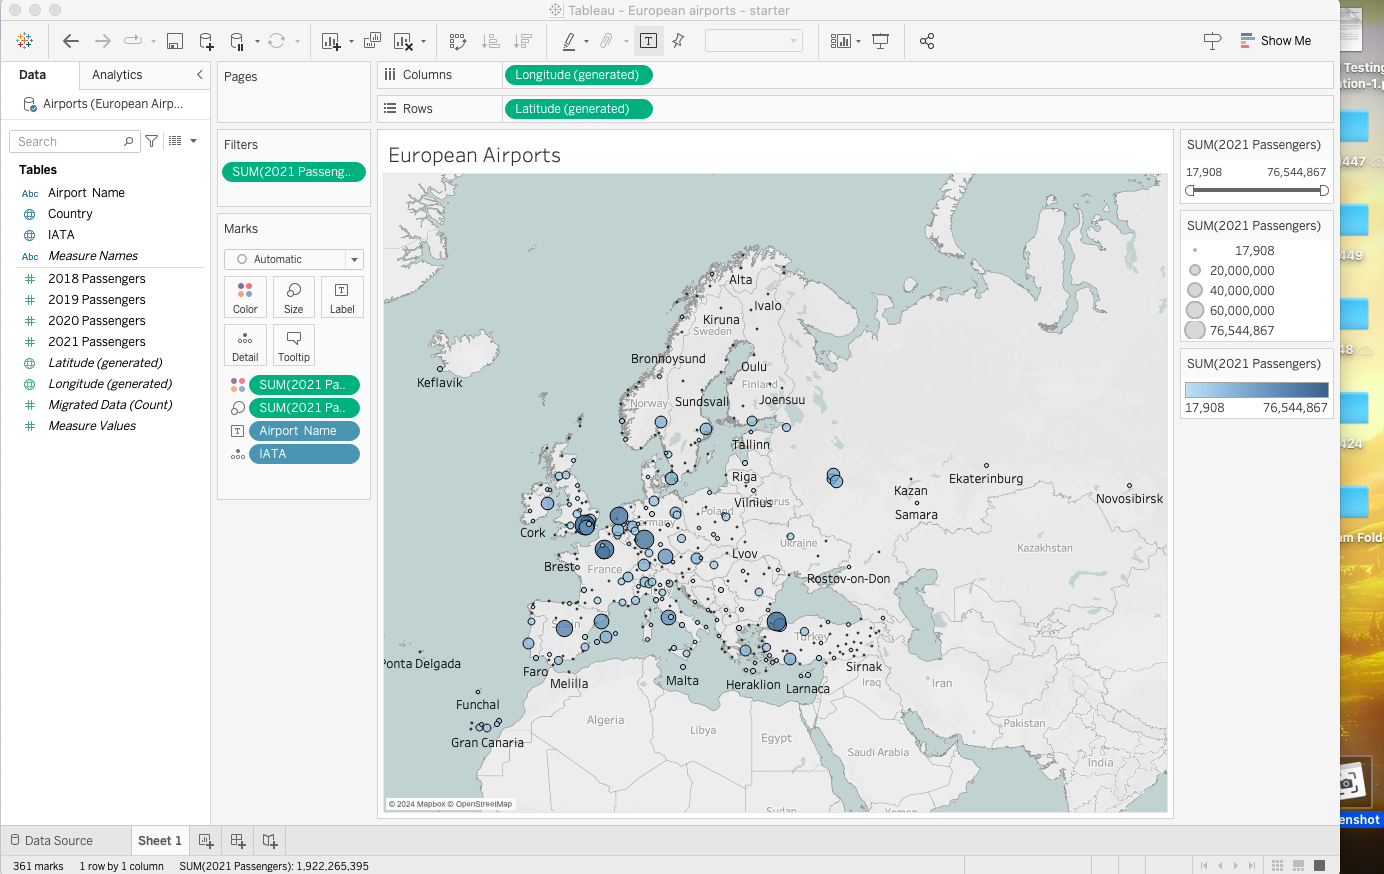 Tableau - European airports - starter
Show Me
Data
Analytics
Airports (European Airp...
Search
Tables
Abc
Airport Name
Country
IATA
Abc
Measure Names
2018 Passengers
2019 Passengers
2020 Passengers
2021 Passengers
Latitude (generated)
Longitude (generated)
Migrated Data (Count)
Measure Values
Pages
Filters
SUM(2021 Passeng..
Marks
Automatic
Color
Size
Label
Detail
Tooltip
SUM(2021 Pa..
SUM(2021 Pa..
Airport Name
IATA
Columns
Longitude (generated)
Rows
Latitude (generated)
European Airports
Alta
Ivalo
Kiruna
Sweden
Bronnoysund
Oulu
Keflavik
Finland
Norway
Sundsvall
Joensuu
Tallinn
Riga
Ekaterinburg
Kazan
Novosibirsk
Vilnius
Poland
Samara
Cork
Ukraine
Kazakhstan
Lvov
Brest
France
Rostov-on-Don
Turkey
Ponta Delgada
Faro
Sirnak
Melilla
Malta
Heraklion
Larnaca
Iraq
Iran
Funchal
Algeria
Pakistan
Libya
Egypt
Gran Canaria
Saudi Arabia
India
Sudan
Yemen
© 2024 Mapbox © OpenStreetMap
SUM(2021 Passengers)
17,908
76,544,867
SUM(2021 Passengers)
17,908
20,000,000
40,000,000
60,000,000
76,544,867
SUM(2021 Passengers)
17,908
76,544,867
Testing
tion-1.p
447
449
48
424
m Folde
enshot
Data Source
Sheet 1
361 marks
1 row by 1 column
SUM(2021 Passengers): 1,922,265,395